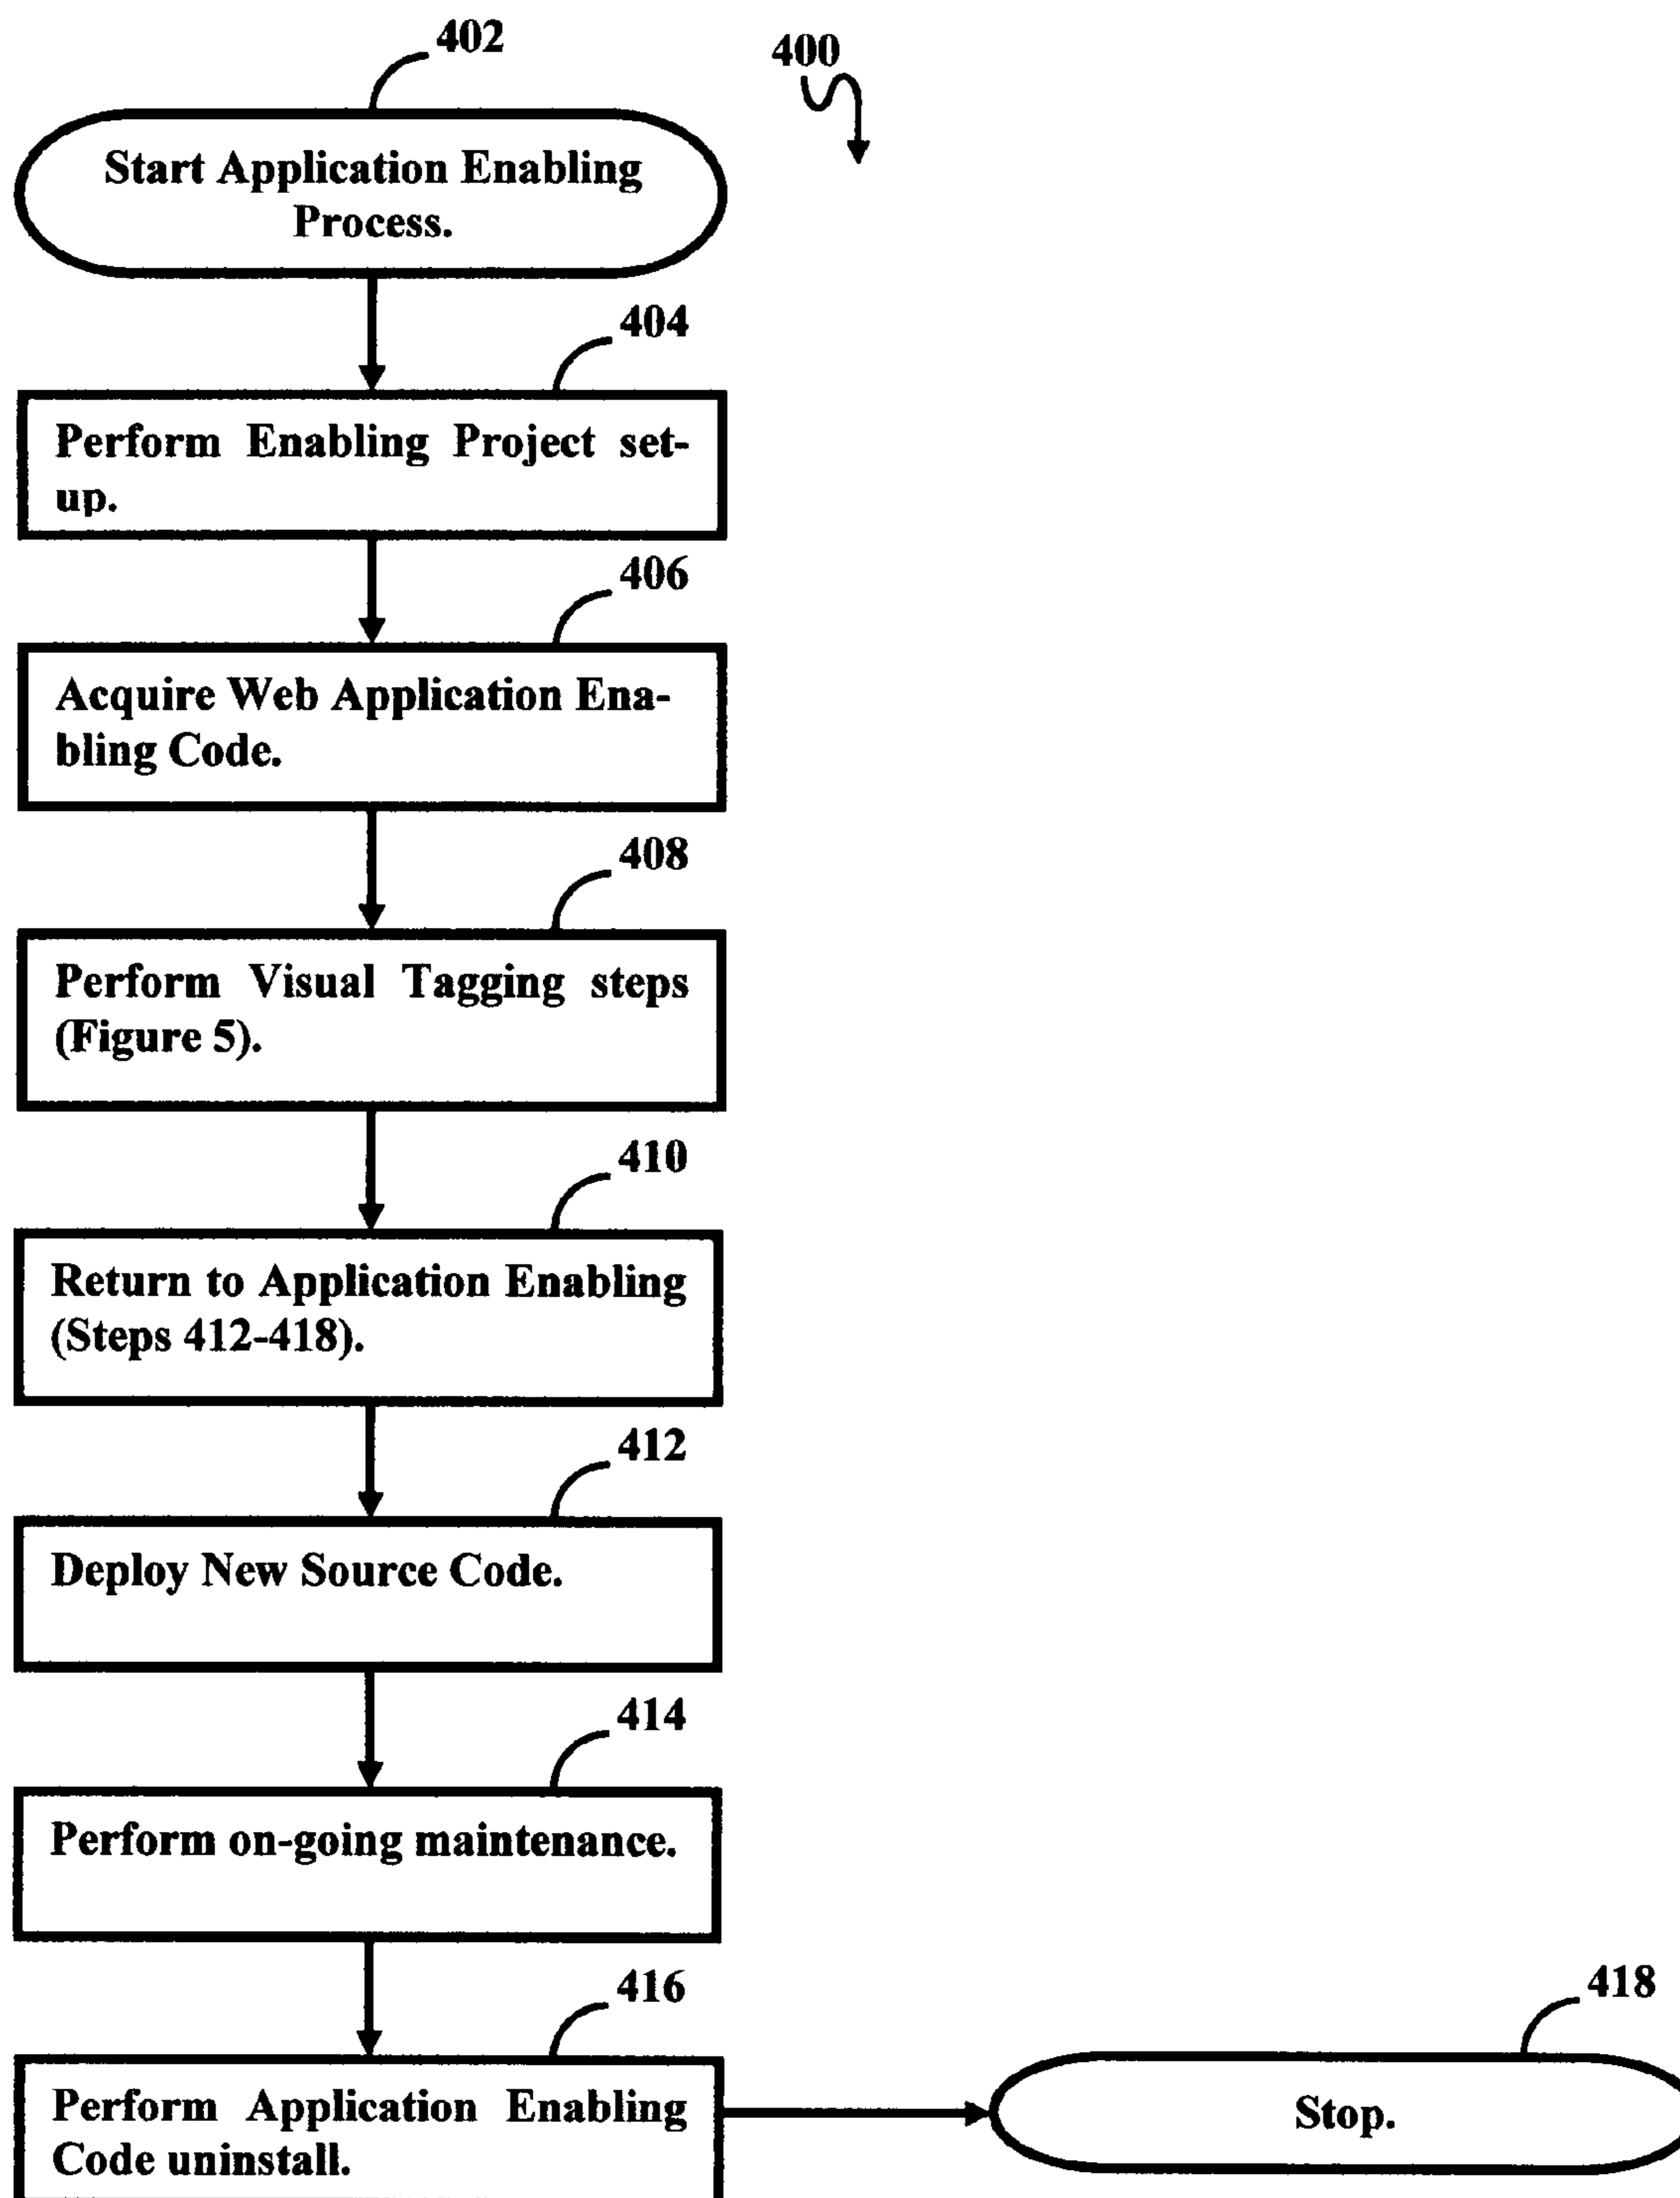 402
400
Start Application Enabling
Process.
404
Perform Enabling Project set-
up.
406
Acquire Web Application Ena-
bling Code.
408
Perform Visual Tagging steps
(Figure 5).
410
Return to Application Enabling
(Steps 412-418).
412
Deploy New Source Code.
414
Perform on-going maintenance.
416
418
Perform Application Enabling
Code uninstall.
Stop.